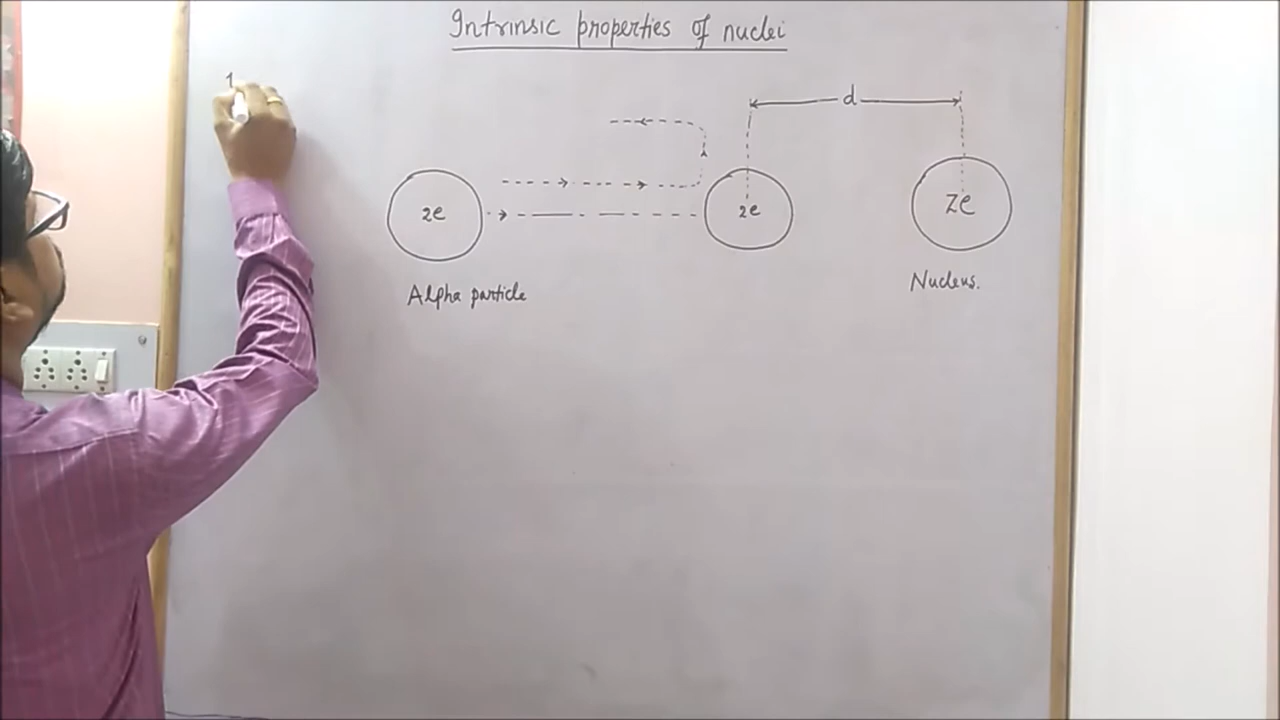 Intrinsic properties of nuclei
1
d
2e
2e
Ze
Alpha particle
Nucleus.